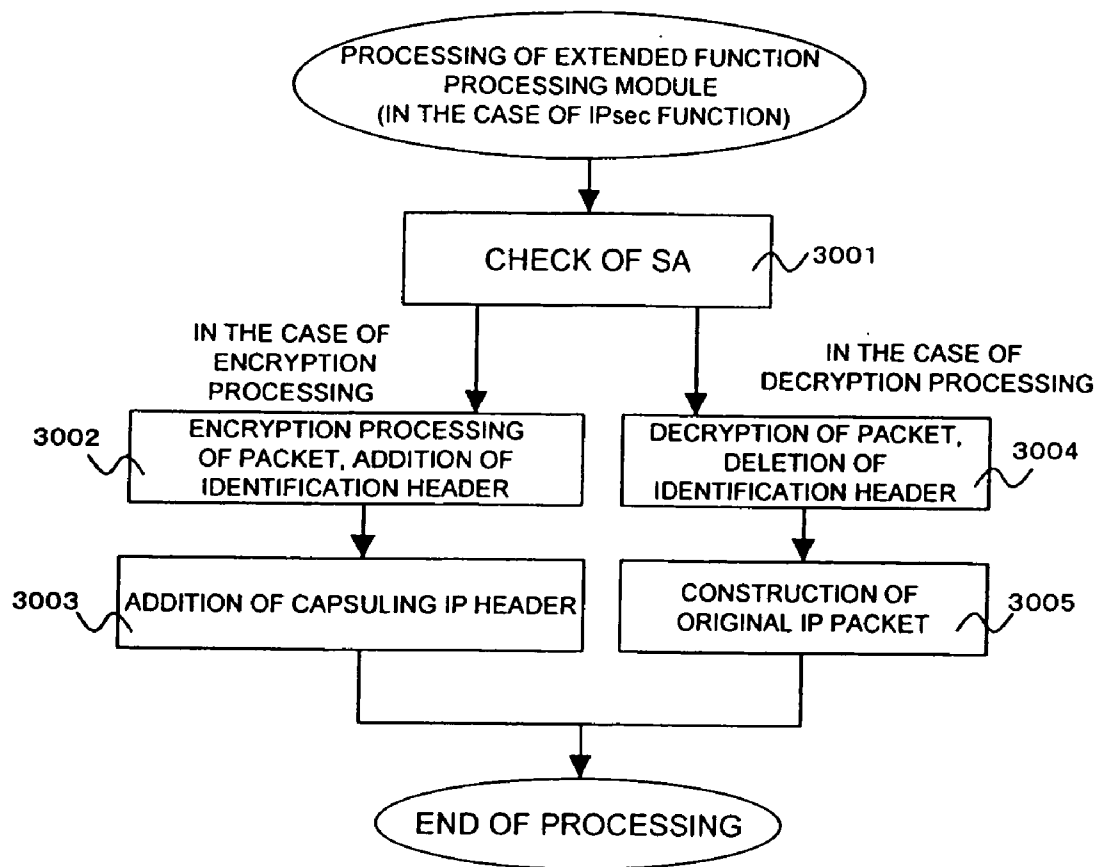 PROCESSING OF EXTENDED FUNCTION
PROCESSING MODULE
(IN THE CASE OF IPsec FUNCTION)
CHECK OF SA
3001
IN THE CASE OF
ENCRYPTION
PROCESSING
IN THE CASE OF
DECRYPTION PROCESSING
3002
ENCRYPTION PROCESSING
OF PACKET, ADDITION OF
IDENTIFICATION HEADER
DECRYPTION OF PACKET,
DELETION OF
IDENTIFICATION HEADER
3004
3003
ADDITION OF CAPSULING IP HEADER
CONSTRUCTION OF
ORIGINAL IP PACKET
3005
END OF PROCESSING